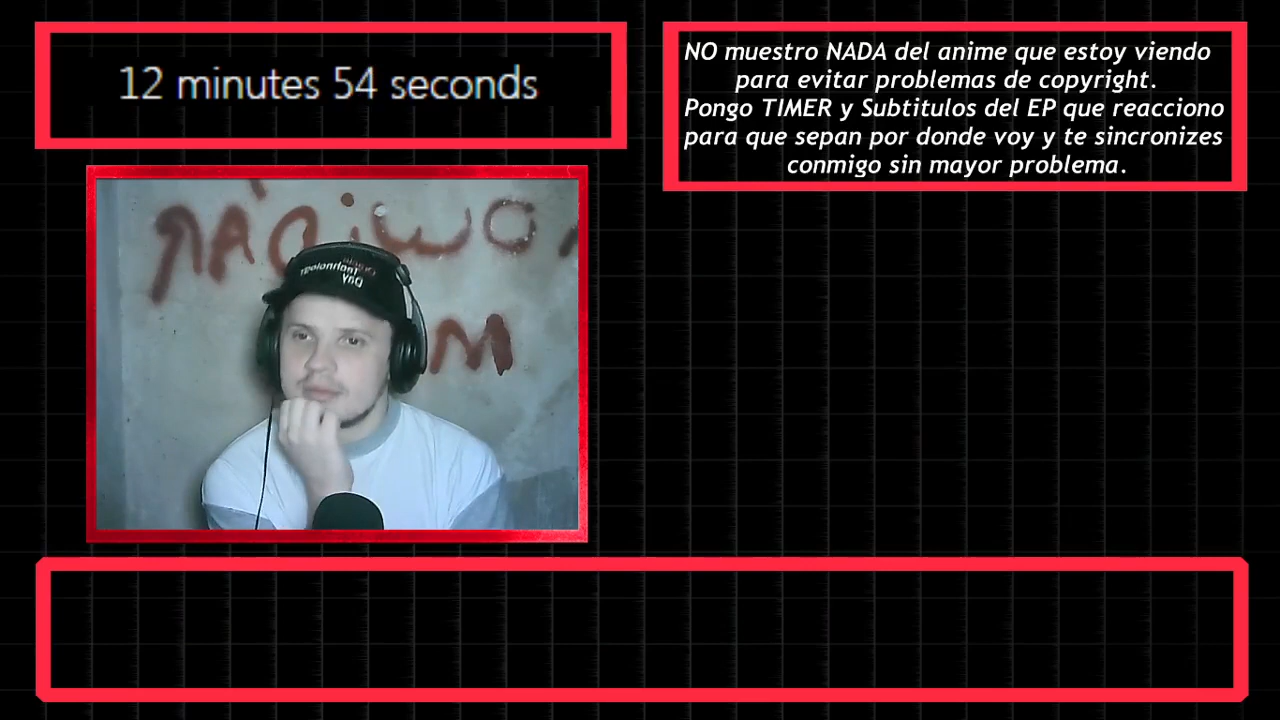 12 minutes 54 seconds
NO muestro NADA del anime que estoy viendo
para evitar problemas de copyright.
Pongo TIMER y Subtitulos del EP que reacciono
para que sepan por donde voy y te sincronizes
conmigo sin mayor problema.